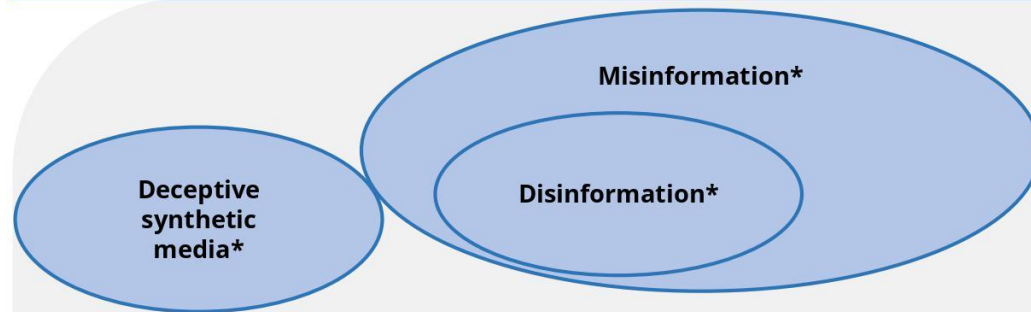 Misinformation*
Disinformation*
Deceptive
synthetic
media*